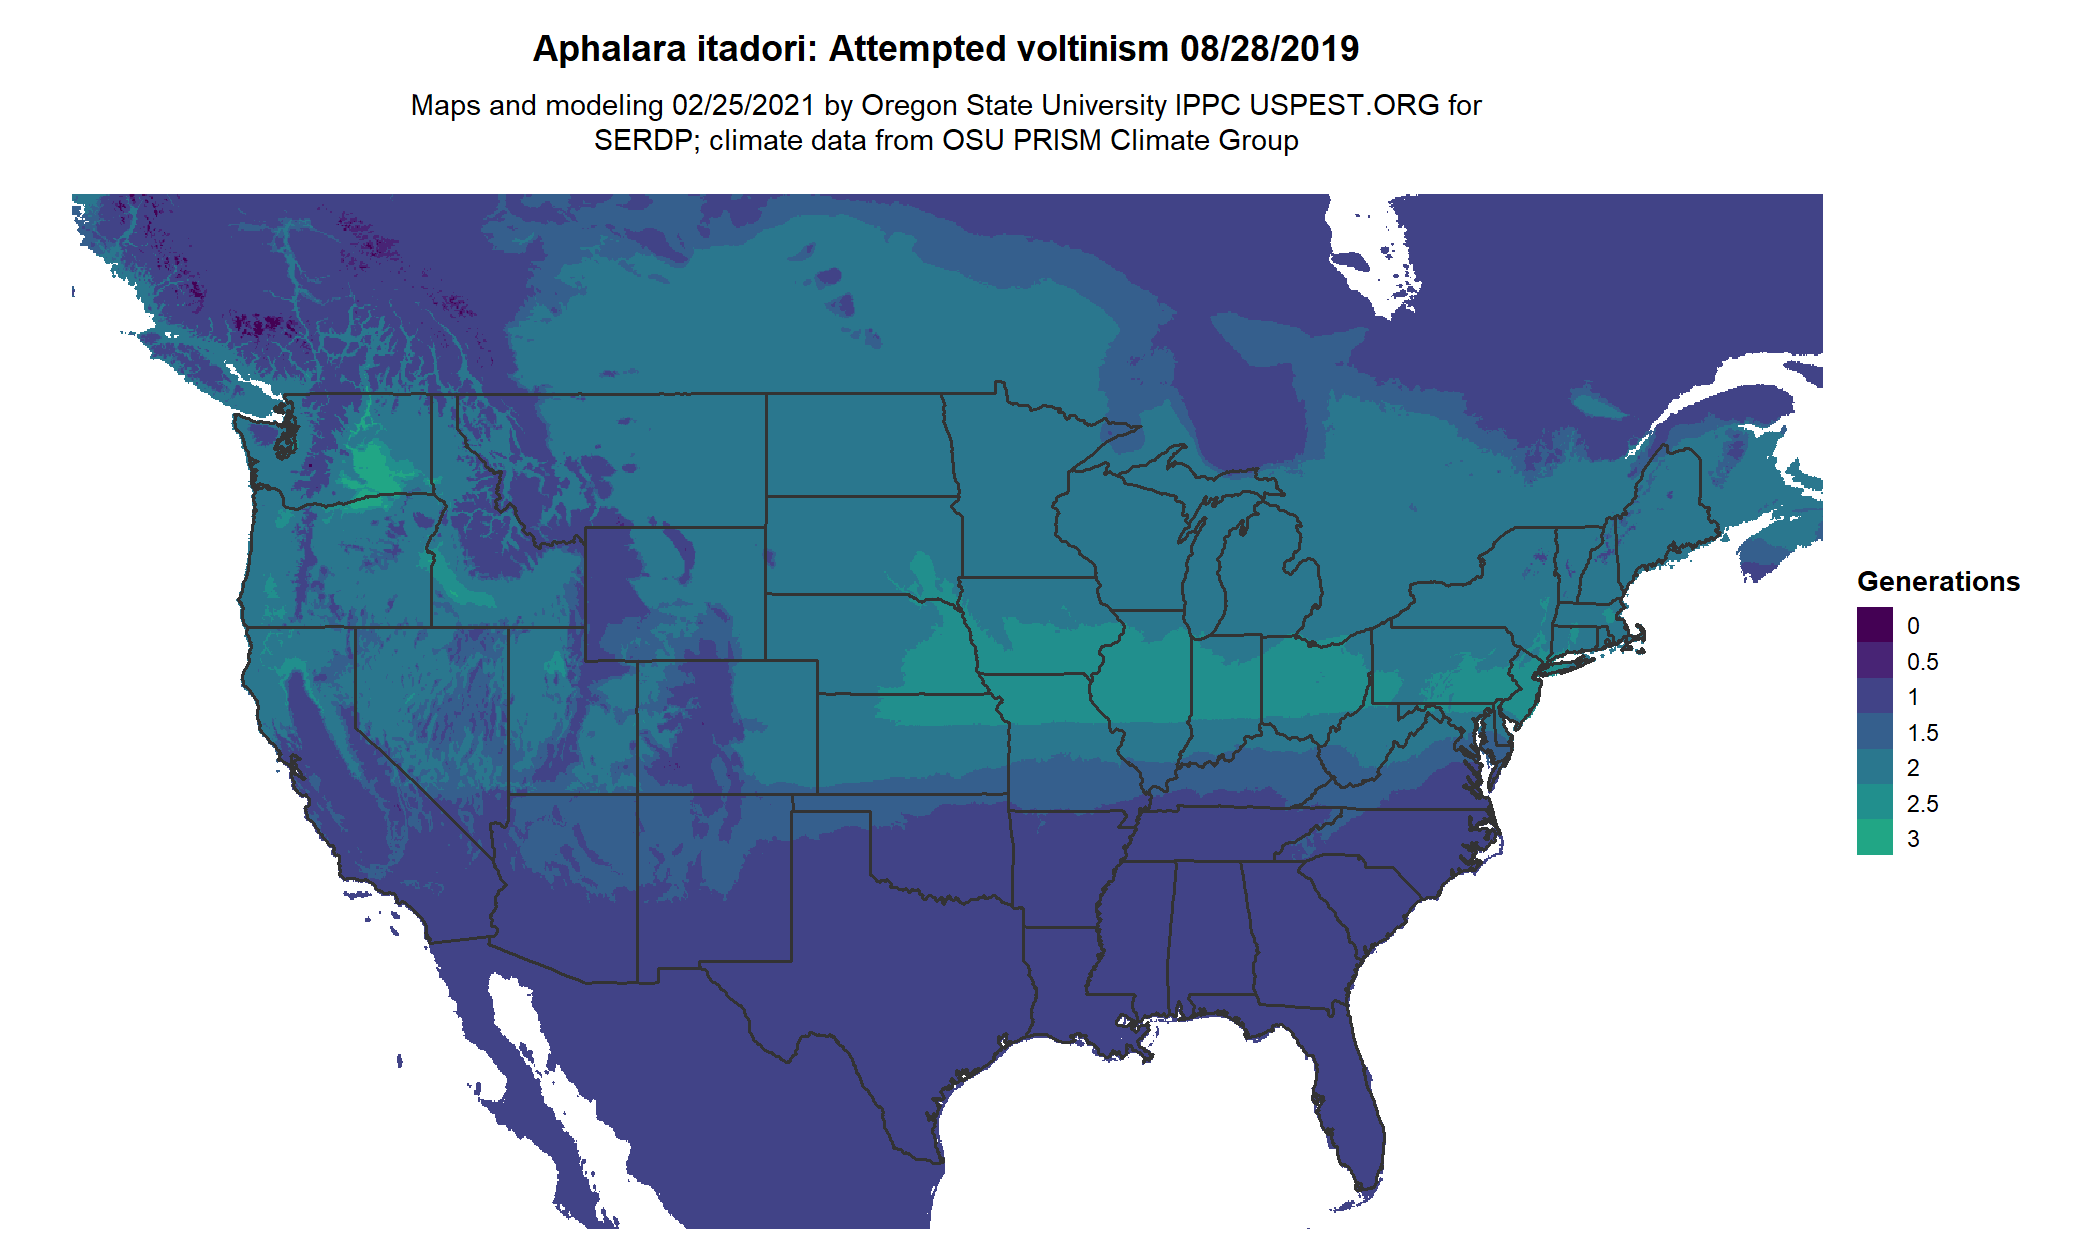 Aphalara itadori: Attempted voltinism 08/28/2019
Maps and modeling 02/25/2021 by Oregon State University IPPC USPEST.ORG for
SERDP; climate data from OSU PRISM Climate Group
Generations
0
0.5
1
1.5
2
2.5
3